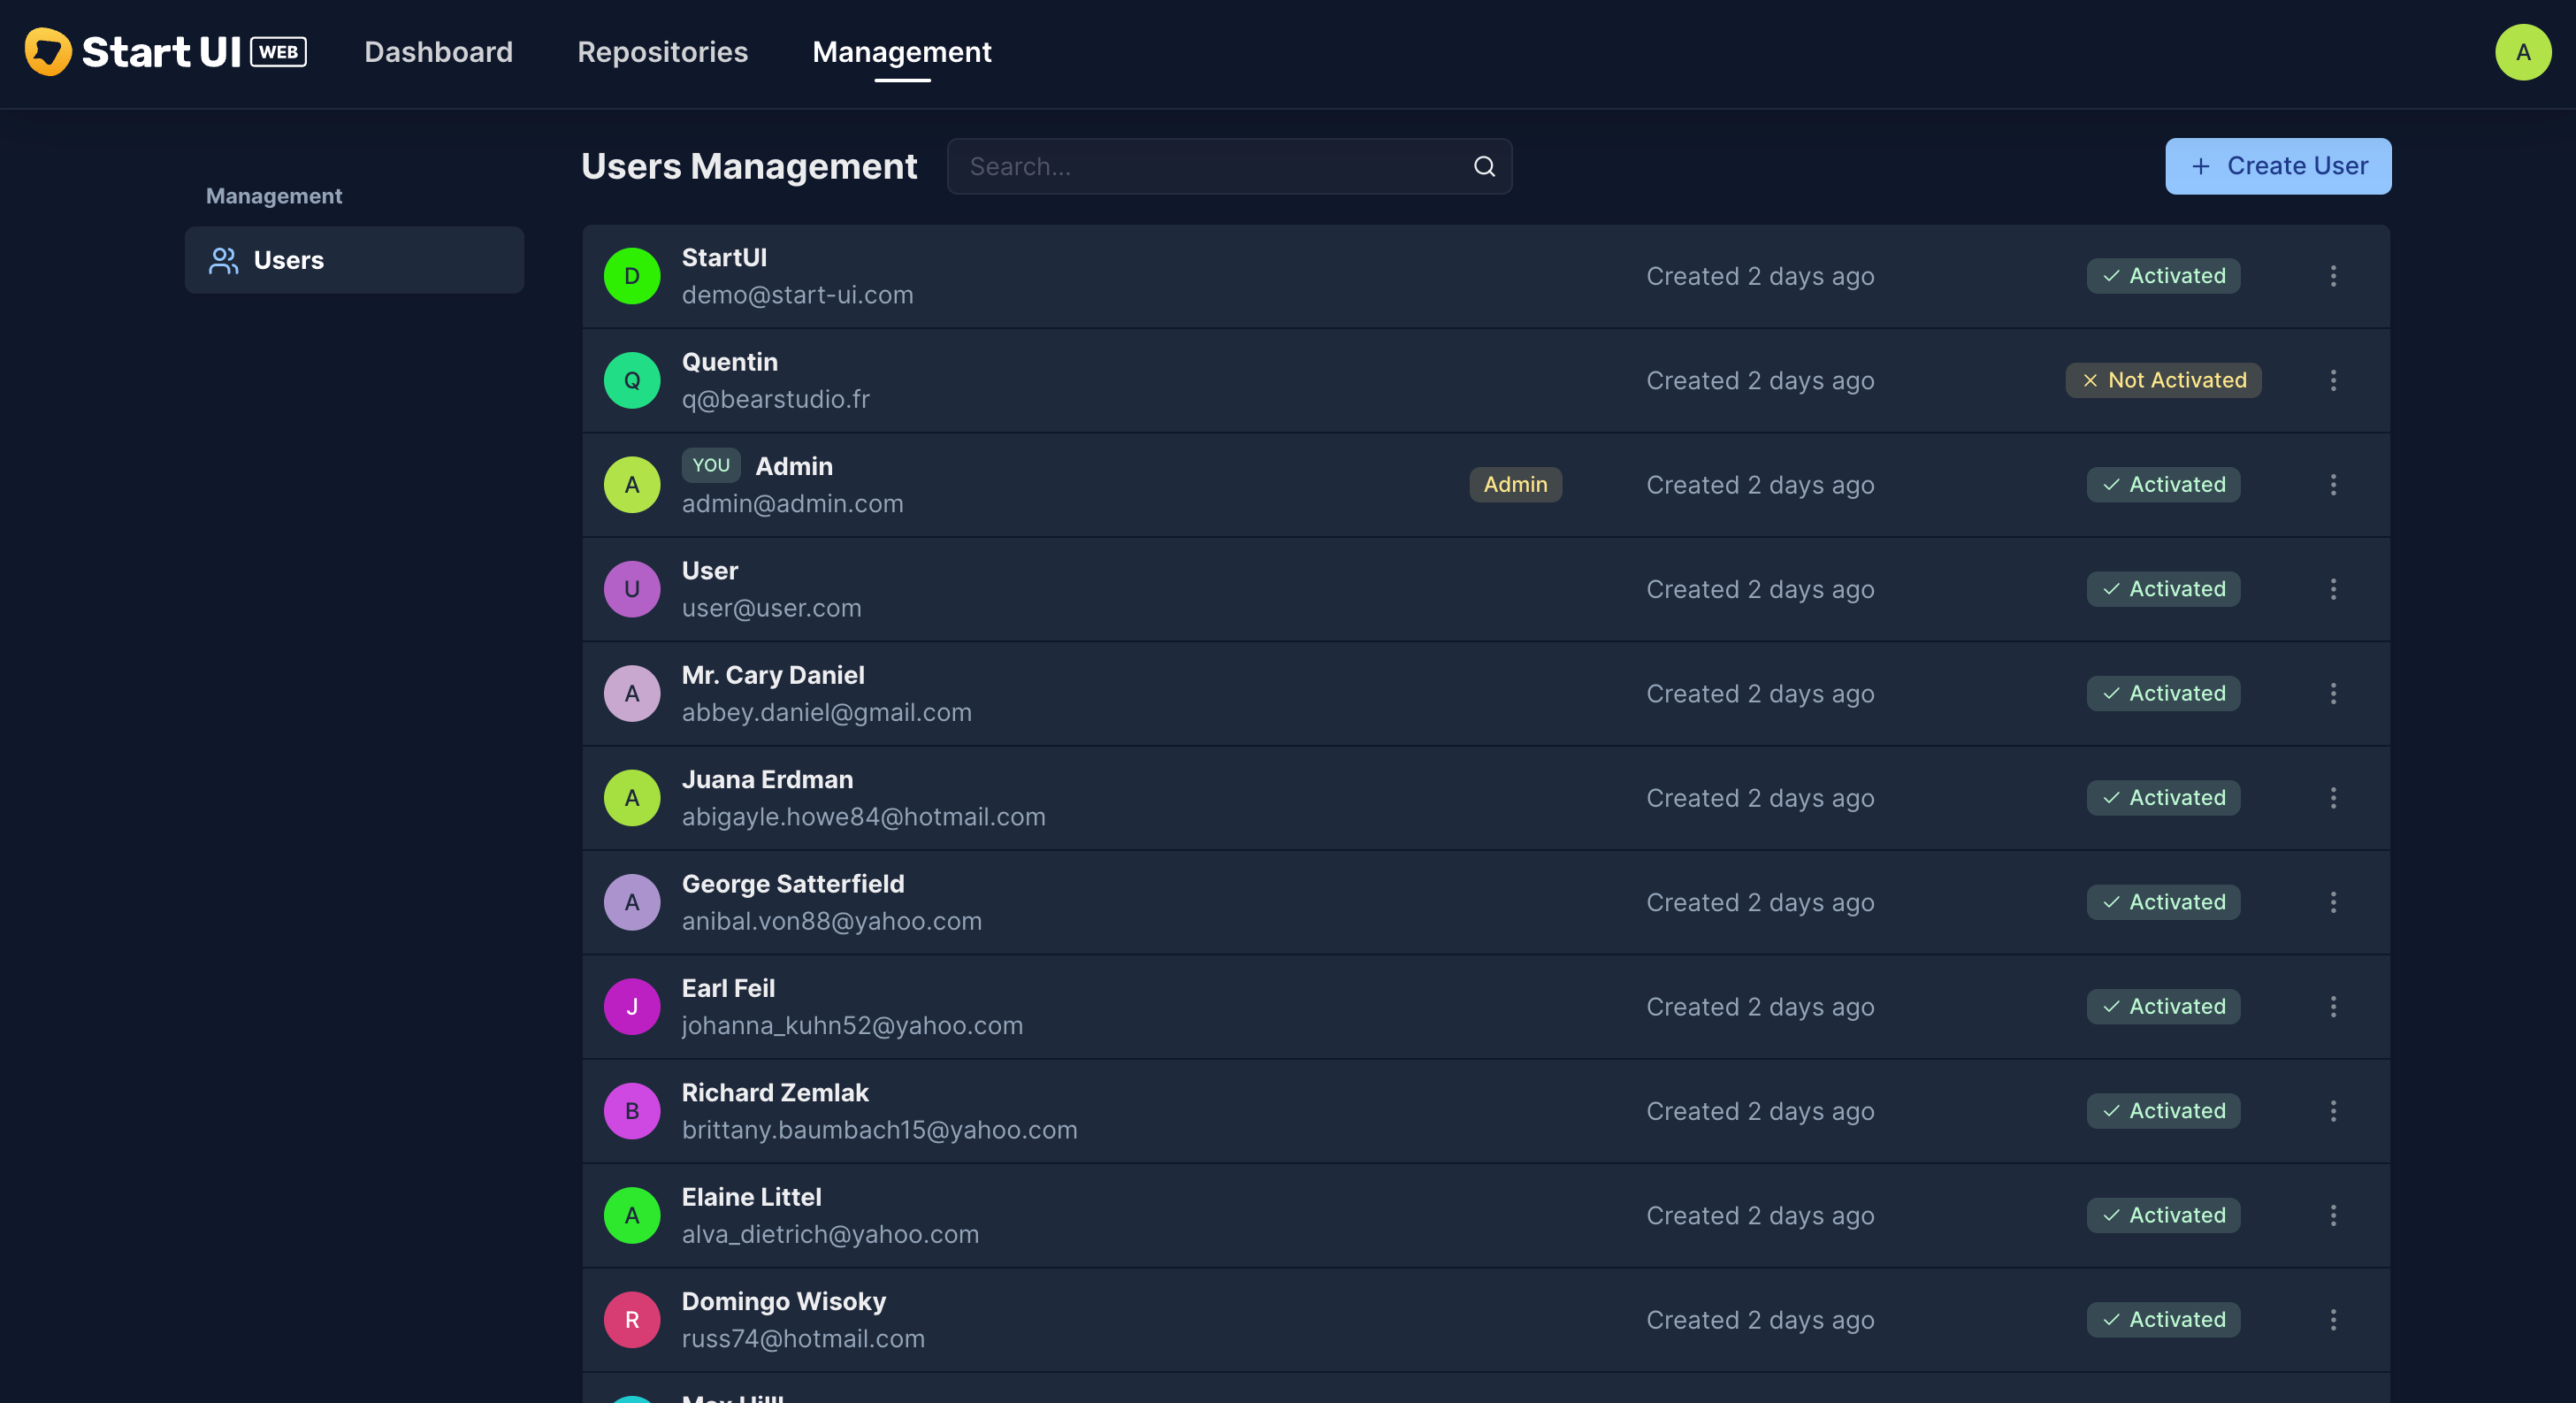 Start UI WEB Dashboard Repositories Management A
Management
Users
Users Management Search... Create User
D StartUI
demo@start-ui.com
Created 2 days ago Activated
Q Quentin
q@bearstudio.fr
Created 2 days ago Not Activated
A YOU Admin
admin@admin.com
Admin Created 2 days ago Activated
U User
user@user.com
Created 2 days ago Activated
A Mr. Cary Daniel
abbey.daniel@gmail.com
Created 2 days ago Activated
A Juana Erdman
abigayle.howe84@hotmail.com
Created 2 days ago Activated
A George Satterfield
anibal.von88@yahoo.com
Created 2 days ago Activated
J Earl Feil
johanna_kuhn52@yahoo.com
Created 2 days ago Activated
B Richard Zemlak
brittany.baumbach15@yahoo.com
Created 2 days ago Activated
A Elaine Littel
alva_dietrich@yahoo.com
Created 2 days ago Activated
R Domingo Wisoky
russ74@hotmail.com
Created 2 days ago Activated